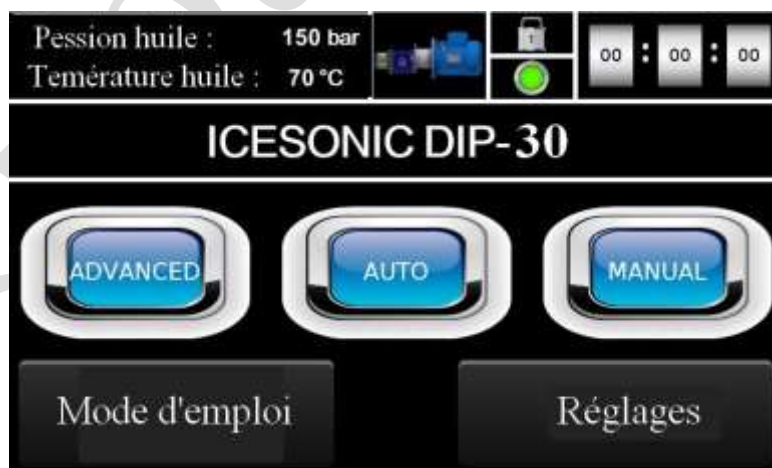 Pession huile : 150 bar
Temérature huile : 70 °C
00 : 00 : 00
ICESONIC DIP-30
ADVANCED AUTO MANUAL
Mode d'emploi Réglages